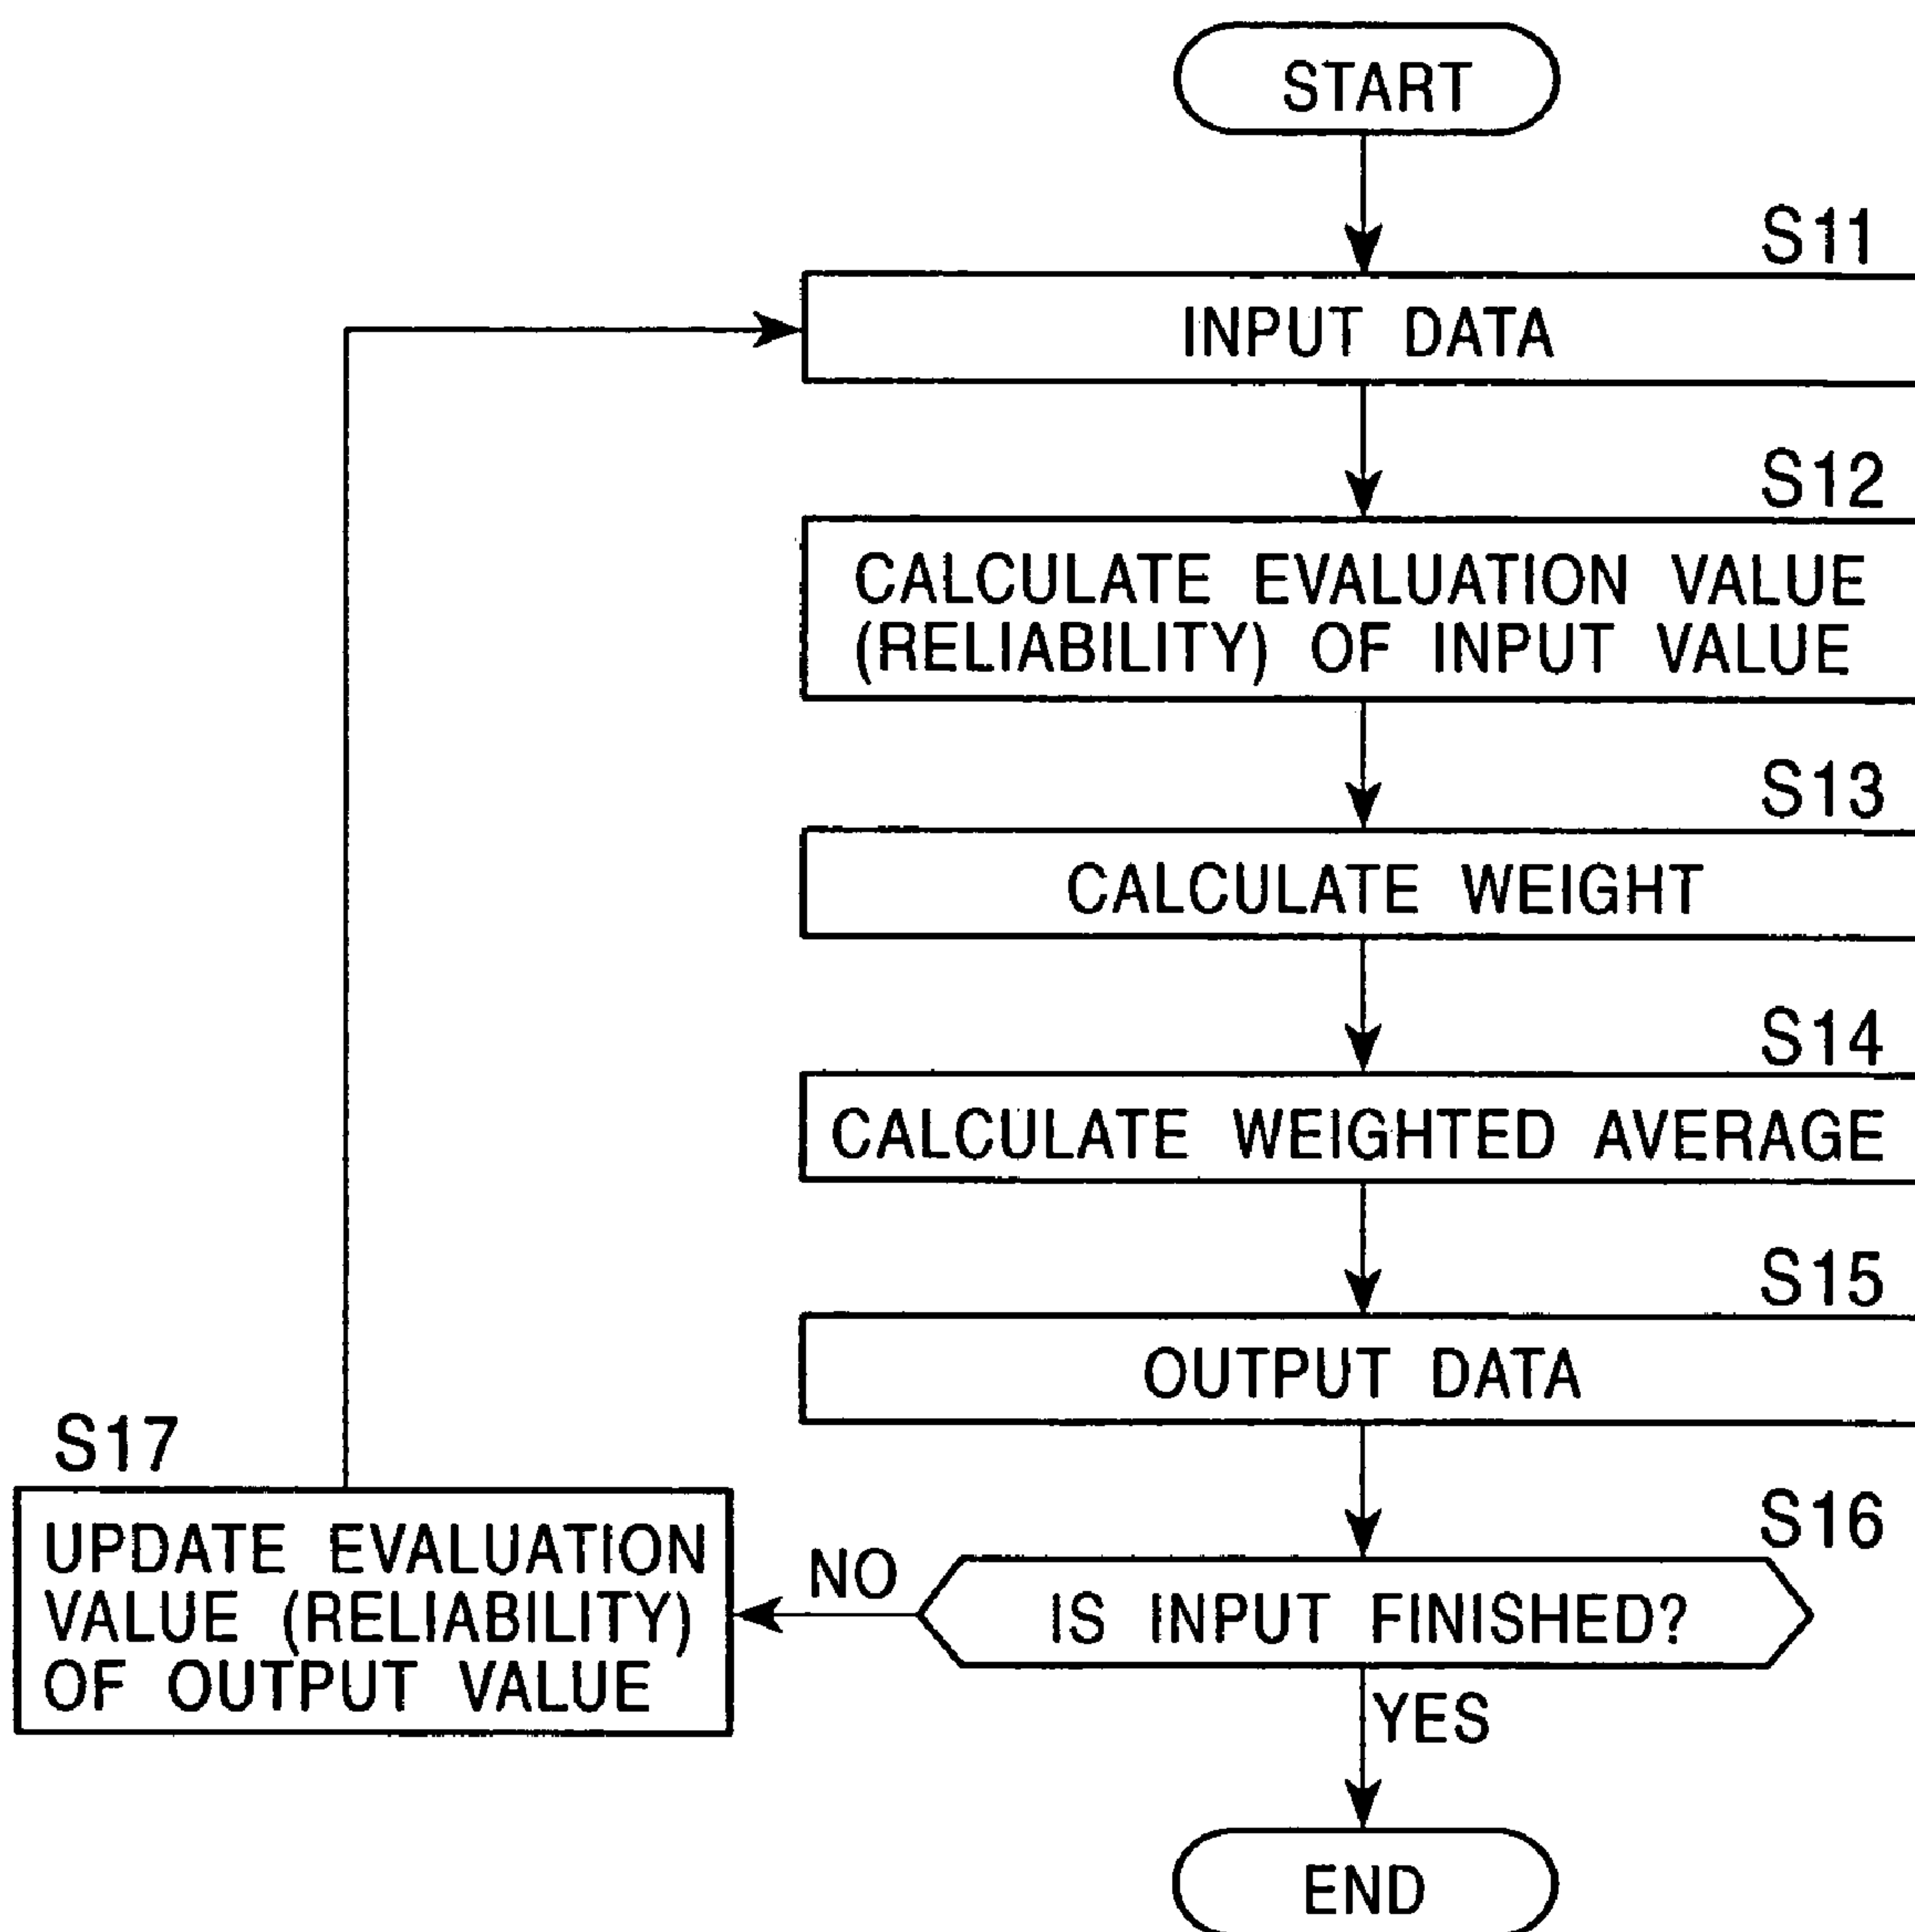 START
S11
INPUT DATA
S12
CALCULATE EVALUATION VALUE
(RELIABILITY) OF INPUT VALUE
S13
CALCULATE WEIGHT
S14
CALCULATE WEIGHTED AVERAGE
S15
OUTPUT DATA
S16
IS INPUT FINISHED?
NO
S17
UPDATE EVALUATION
VALUE (RELIABILITY)
OF OUTPUT VALUE
YES
END